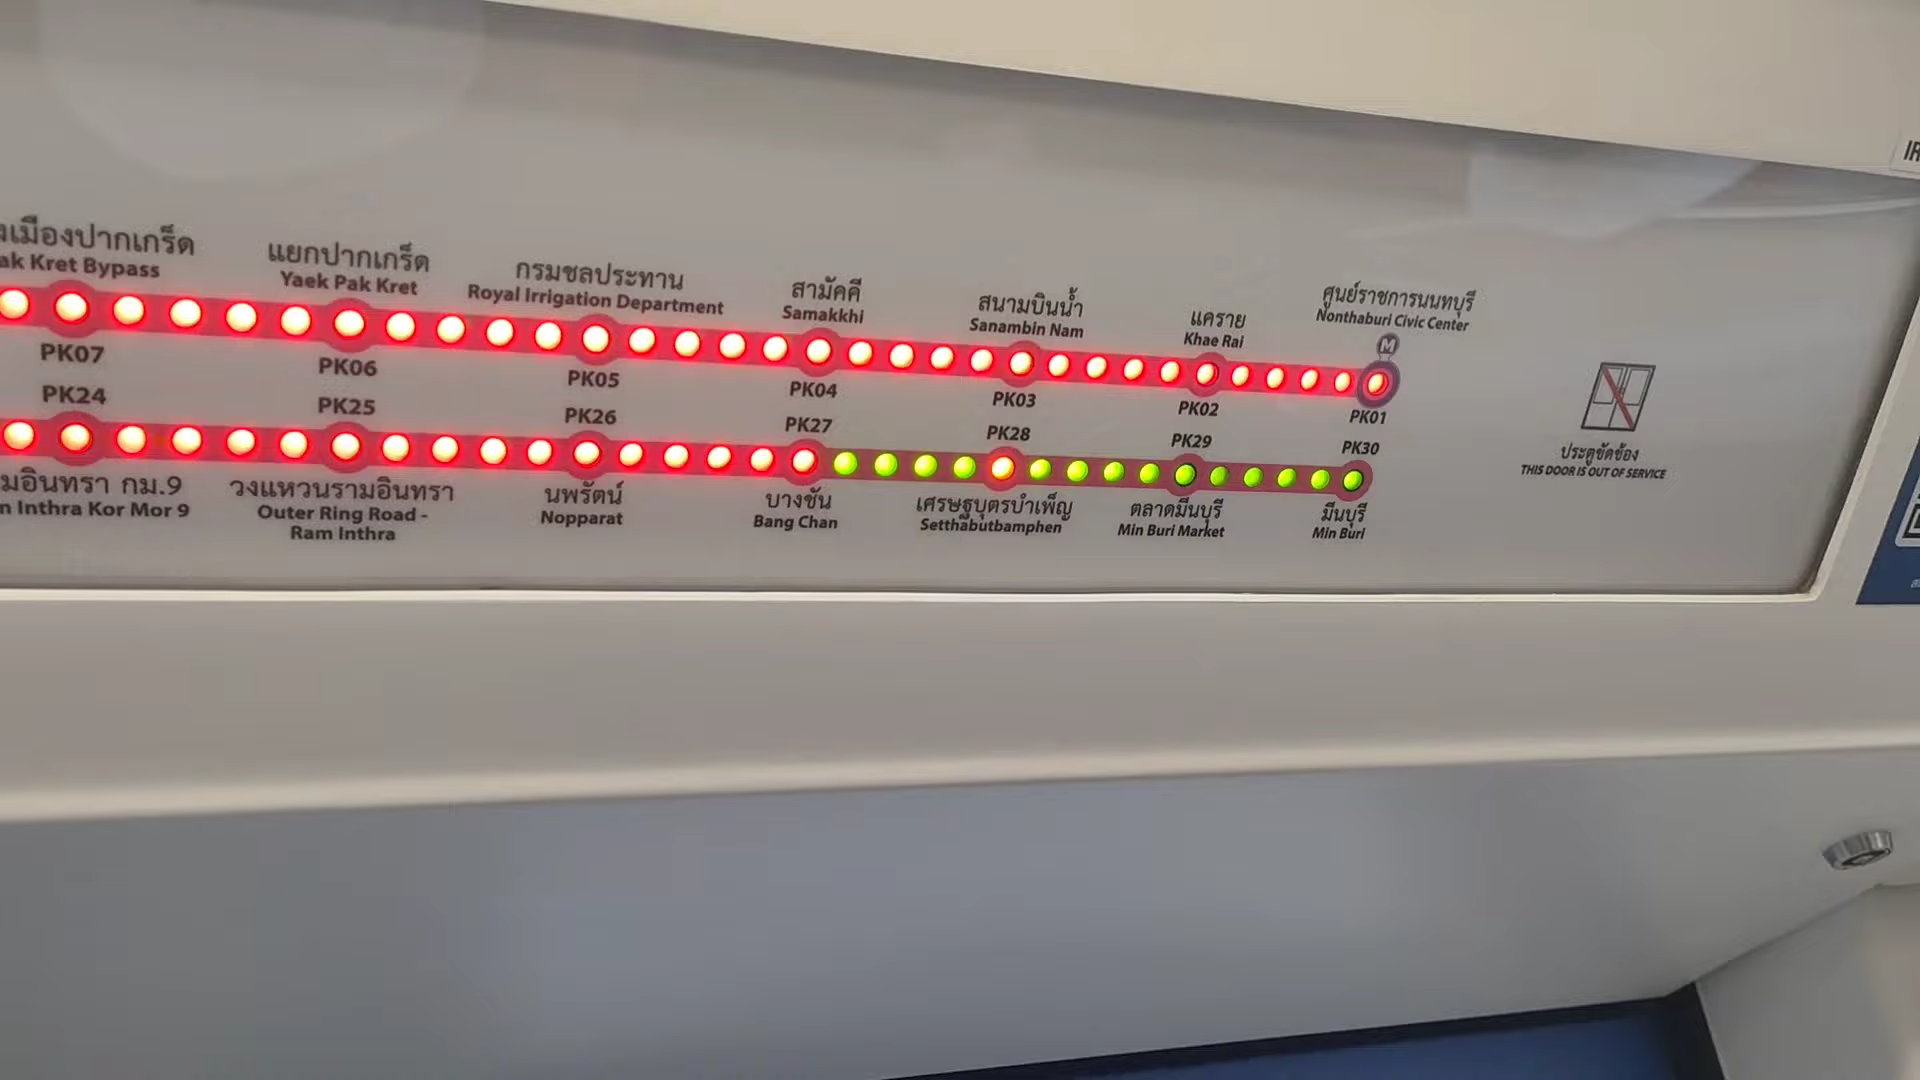 เมืองปากเกร็ด
Kret Bypass
PK07
แยกปากเกร็ด
Yaek Pak Kret
PK06
กรมชลประทาน
Royal Irrigation Department
PK05
สามัคคี
Samakkhi
PK04
สนามบินน้ำ
Sanambin Nam
PK03
แคราย
Khae Rai
PK02
ศูนย์ราชการนนทบุรี
Nonthaburi Civic Center
M
PK01
PK24
กม.9
Inthra Kor Mor 9
PK25
วงแหวนรามอินทรา
Outer Ring Road -
Ram Inthra
PK26
นพรัตน์
Nopparat
PK27
บางชัน
Bang Chan
PK28
เศรษฐบุตรบำเพ็ญ
Setthabutbamphen
PK29
ตลาดมีนบุรี
Min Buri Market
PK30
มีนบุรี
Min Buri
ประตูขัดข้อง
THIS DOOR IS OUT OF SERVICE